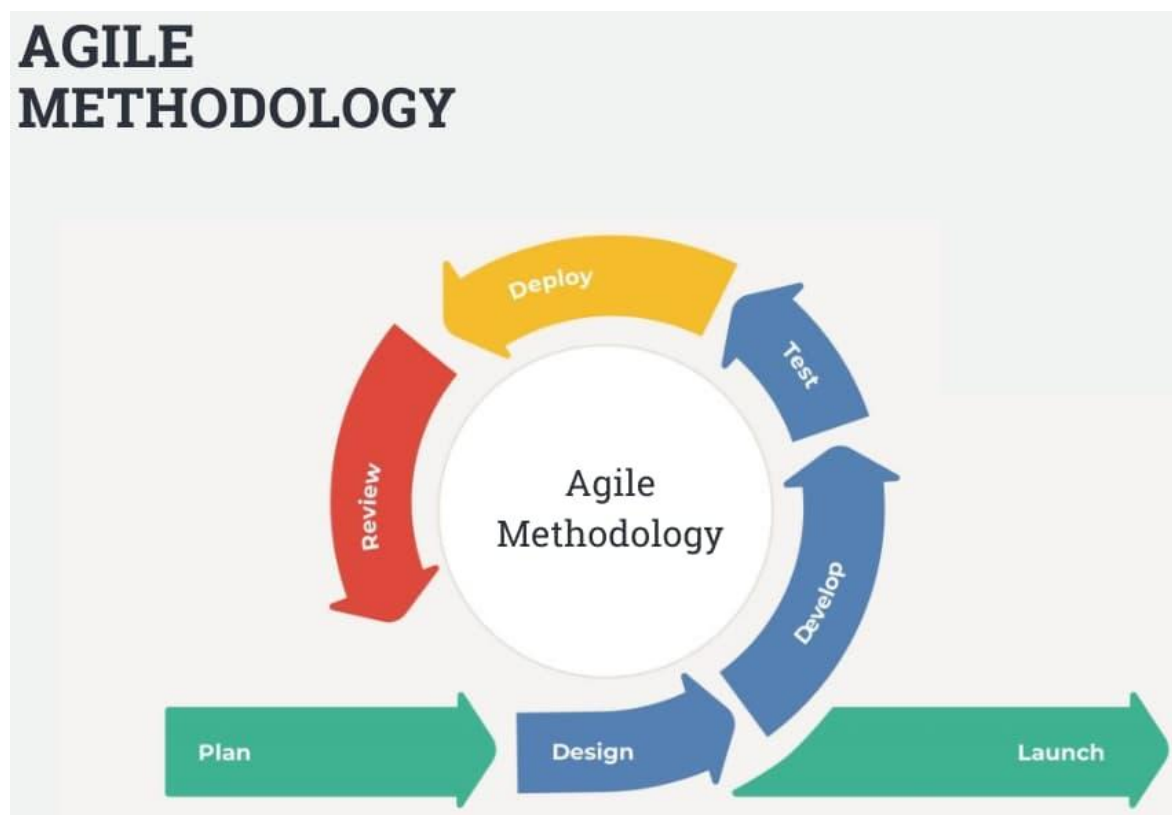 AGILE
METHODOLOGY
Deploy
Test
Review
Agile
Methodology
Develop
Plan
Design
Launch